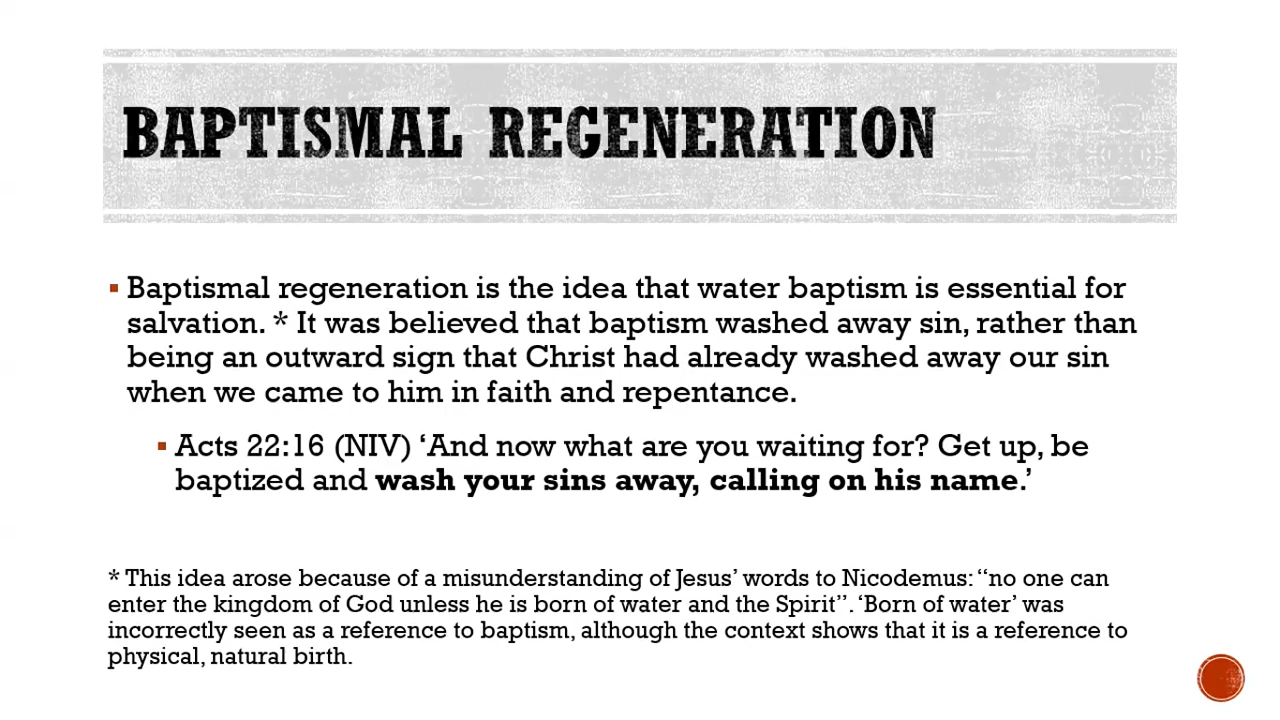 BAPTISMAL REGENERATION
▪ Baptismal regeneration is the idea that water baptism is essential for
salvation. * It was believed that baptism washed away sin, rather than
being an outward sign that Christ had already washed away our sin
when we came to him in faith and repentance.
▪ Acts 22:16 (NIV) ‘And now what are you waiting for? Get up, be
baptized and wash your sins away, calling on his name.’
* This idea arose because of a misunderstanding of Jesus’ words to Nicodemus: “no one can
enter the kingdom of God unless he is born of water and the Spirit”. ‘Born of water’ was
incorrectly seen as a reference to baptism, although the context shows that it is a reference to
physical, natural birth.